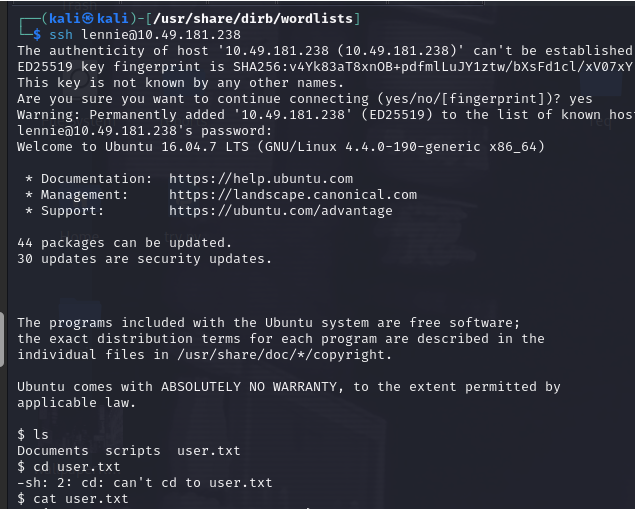 ┌──(kali㉿kali)-[/usr/share/dirb/wordlists]
└─$ ssh lennie@10.49.181.238
The authenticity of host '10.49.181.238 (10.49.181.238)' can't be established
ED25519 key fingerprint is SHA256:v4Yk83aT8xnOB+pdfmlLuJY1ztw/bXsFd1cl/xV07xY
This key is not known by any other names.
Are you sure you want to continue connecting (yes/no/[fingerprint])? yes
Warning: Permanently added '10.49.181.238' (ED25519) to the list of known hos
lennie@10.49.181.238's password:
Welcome to Ubuntu 16.04.7 LTS (GNU/Linux 4.4.0-190-generic x86_64)
* Documentation:  https://help.ubuntu.com
* Management:     https://landscape.canonical.com
* Support:        https://ubuntu.com/advantage
44 packages can be updated.
30 updates are security updates.
The programs included with the Ubuntu system are free software;
the exact distribution terms for each program are described in the
individual files in /usr/share/doc/*/copyright.
Ubuntu comes with ABSOLUTELY NO WARRANTY, to the extent permitted by
applicable law.
$ ls
Documents  scripts  user.txt
$ cd user.txt
-sh: 2: cd: can't cd to user.txt
$ cat user.txt